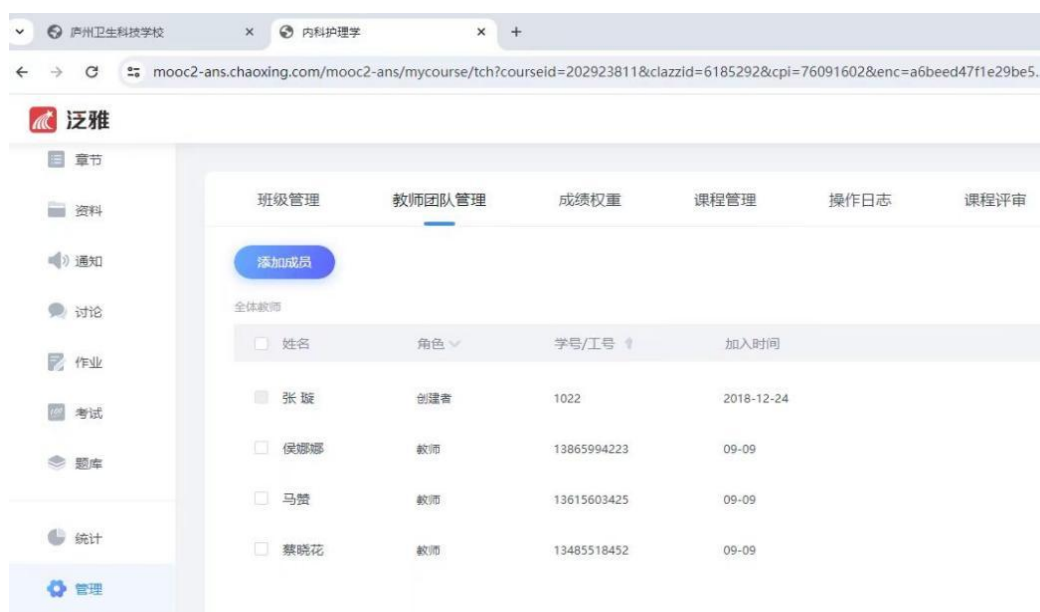 庐州卫生科技学校
内科护理学
mooc2-ans.chaoxing.com/mooc2-ans/mycourse/tch?courseid=202923811&clazzid=6185292&cpi=76091602&enc=a6beed47f1e29be5...
泛雅
章节
资料
通知
讨论
作业
考试
题库
统计
管理
班级管理 教师团队管理 成绩权重 课程管理 操作日志 课程评审
添加成员
全体教师
姓名 角色 学号/工号 加入时间
张璇 创建者 1022 2018-12-24
侯娜娜 教师 13865994223 09-09
马赞 教师 13615603425 09-09
蔡晓花 教师 13485518452 09-09